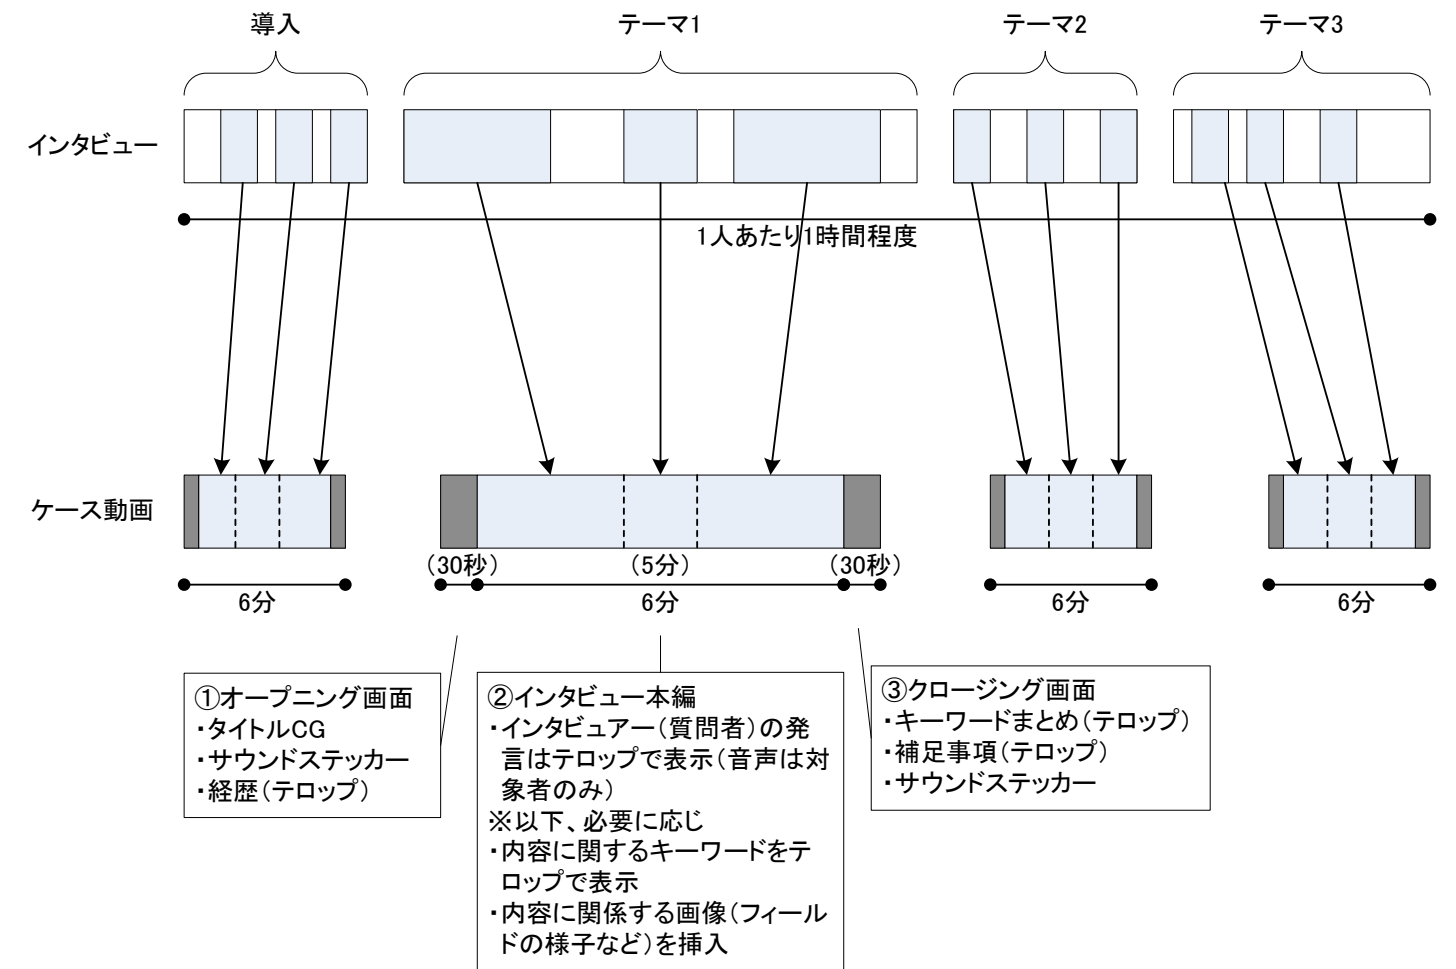 導入
テーマ1
テーマ2
テーマ3
インタビュー
1人あたり1時間程度
ケース動画
(30秒)
(5分)
(30秒)
6分
6分
6分
6分
①オープニング画面
・タイトルCG
・サウンドステッカー
・経歴(テロップ)
②インタビュー本編
・インタビュアー(質問者)の発
言はテロップで表示(音声は対
象者のみ)
※以下、必要に応じ
・内容に関するキーワードをテ
ロップで表示
・内容に関係する画像(フィール
ドの様子など)を挿入
③クロージング画面
・キーワードまとめ(テロップ)
・補足事項(テロップ)
・サウンドステッカー